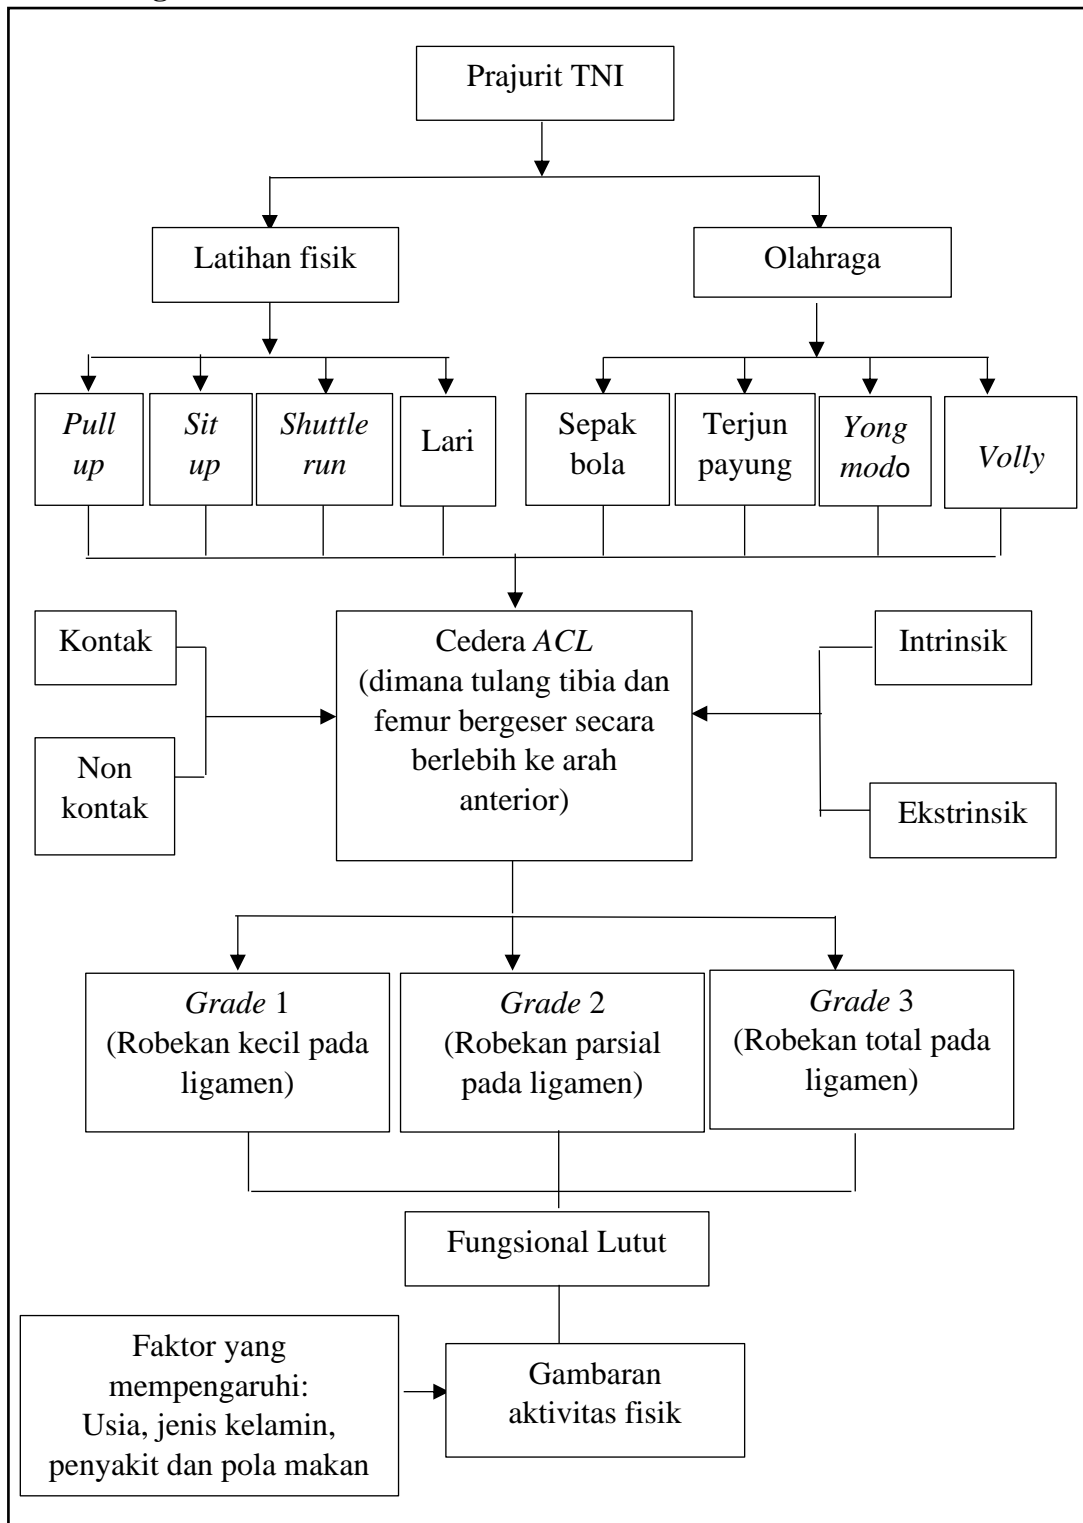 Prajurit TNI
Latihan fisik
Olahraga
Pull
up
Sit
up
Shuttle
run
Lari
Sepak
bola
Terjun
payung
Yong
modo
Volly
Kontak
Non
kontak
Cedera ACL
(dimana tulang tibia dan
femur bergeser secara
berlebih ke arah
anterior)
Intrinsik
Ekstrinsik
Grade 1
(Robekan kecil pada
ligamen)
Grade 2
(Robekan parsial
pada ligamen)
Grade 3
(Robekan total pada
ligamen)
Fungsional Lutut
Faktor yang
mempengaruhi:
Usia, jenis kelamin,
penyakit dan pola makan
Gambaran
aktivitas fisik